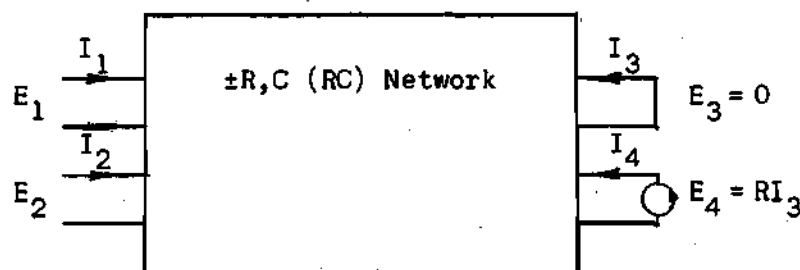 I1
I3
±R,C (RC) Network
E1
E3 = 0
I2
I4
E2
E4 = RI3